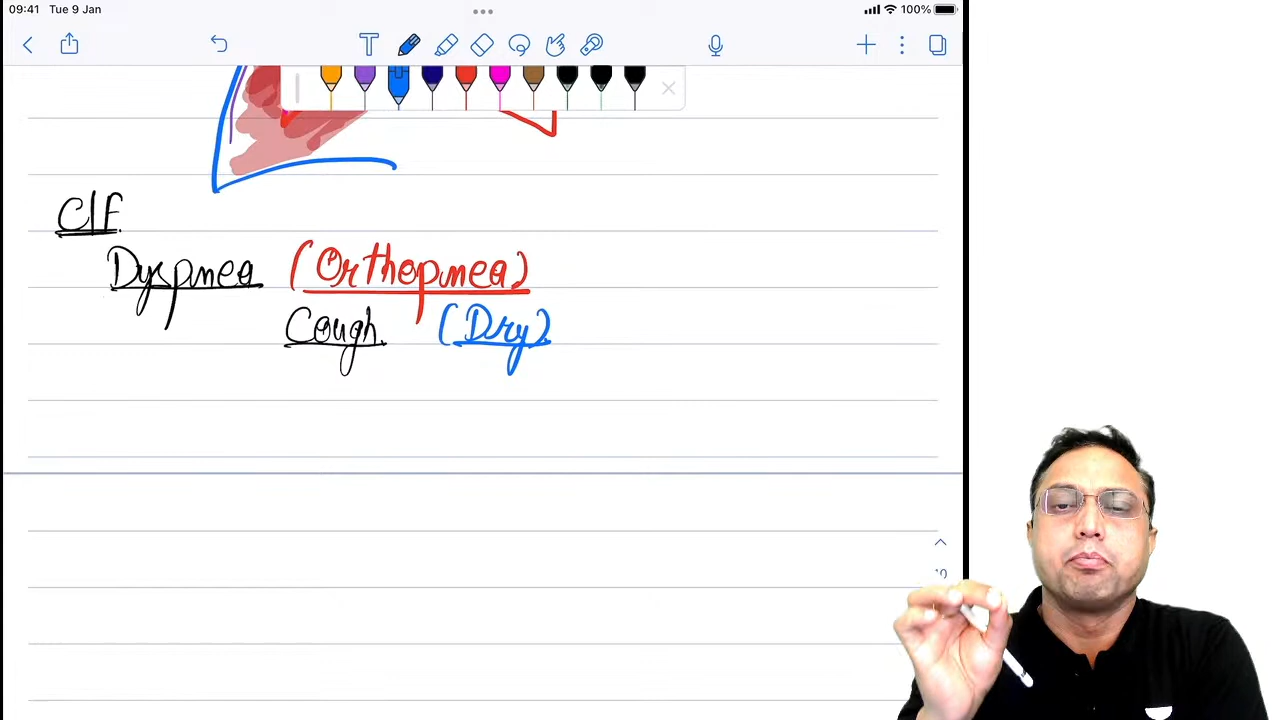 09:41 Tue 9 Jan 100%
T
C/F
Dyspnea (Orthopnea)
Cough. (Dry).